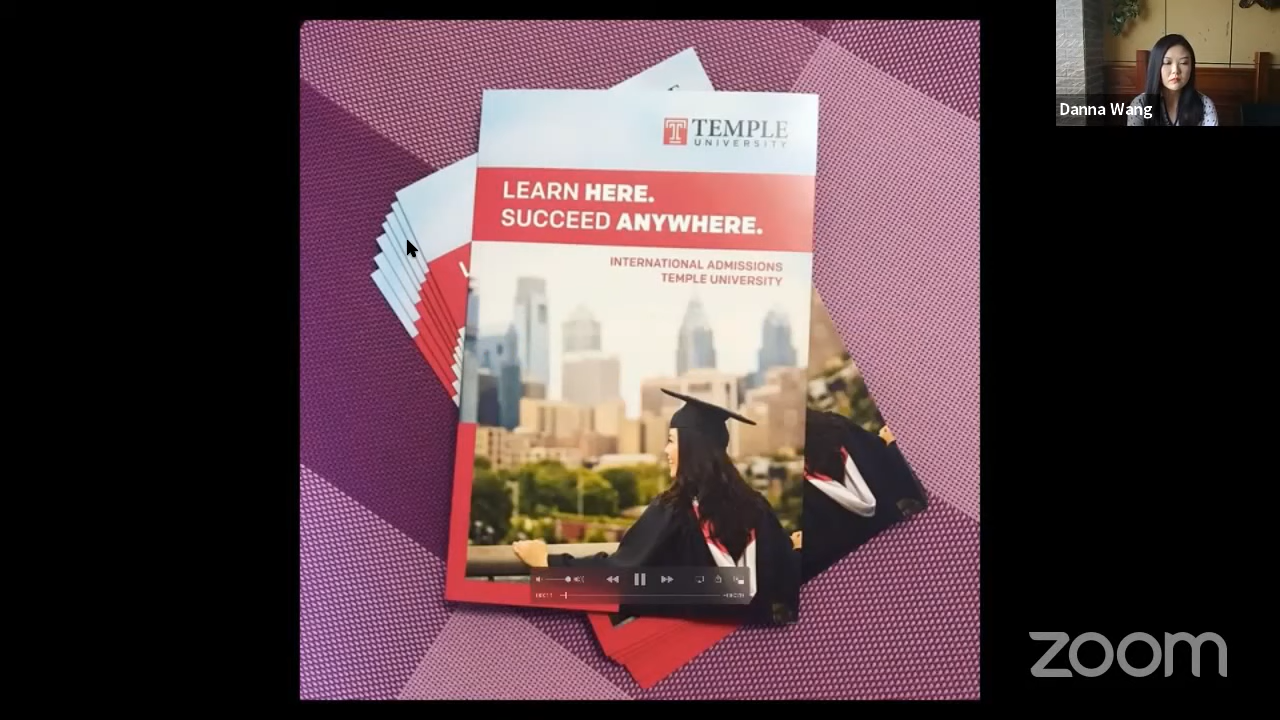 TEMPLE
UNIVERSITY
LEARN HERE.
SUCCEED ANYWHERE.
INTERNATIONAL ADMISSIONS
TEMPLE UNIVERSITY
Danna Wang
zoom